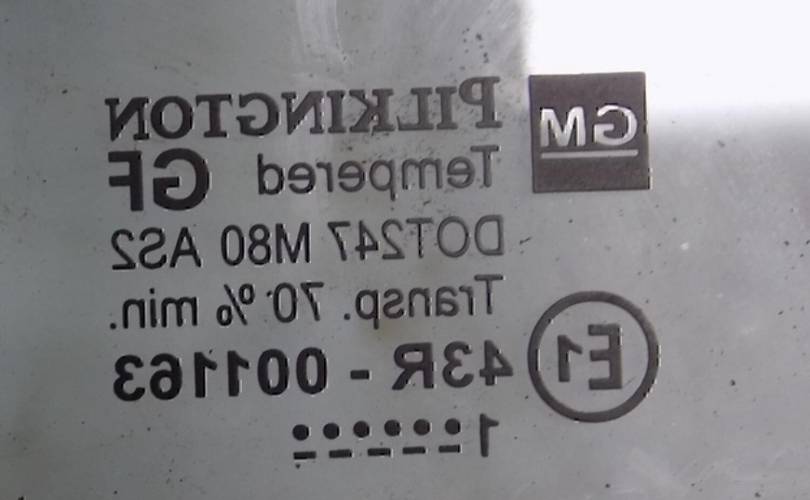 GM
PILKINGTON
Tempered GF
DOT247 M80 AS2
Transp. 70 % min.
E1 43R - 001163
1